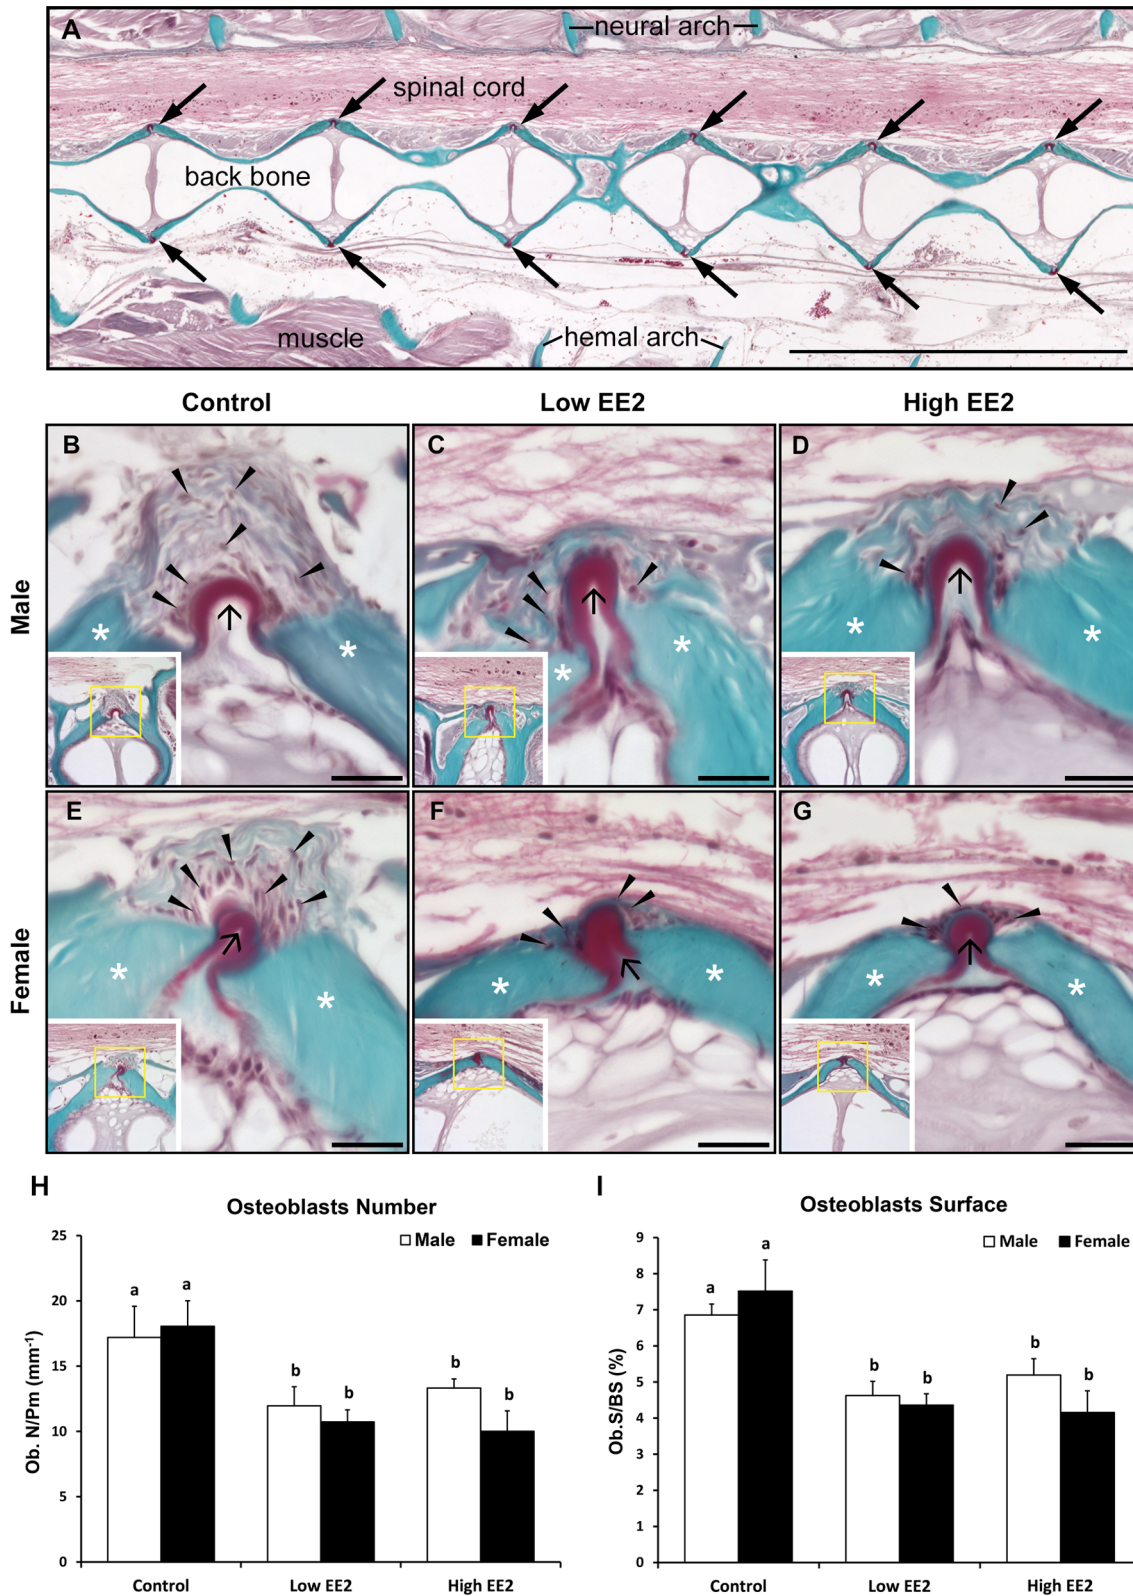 A
neural arch
spinal cord
back bone
muscle
hemal arch
Control Low EE2 High EE2
Male
B C D
* * * * * *
Female
E F G
* * * * * *
H
Osteoblasts Number
Male Female
Ob. N/Pm (mm⁻¹)
25
20
15
10
5
0
a a b b b b
Control Low EE2 High EE2
I
Osteoblasts Surface
Male Female
Ob.S/BS (%)
9
8
7
6
5
4
3
2
1
0
a a b b b b
Control Low EE2 High EE2